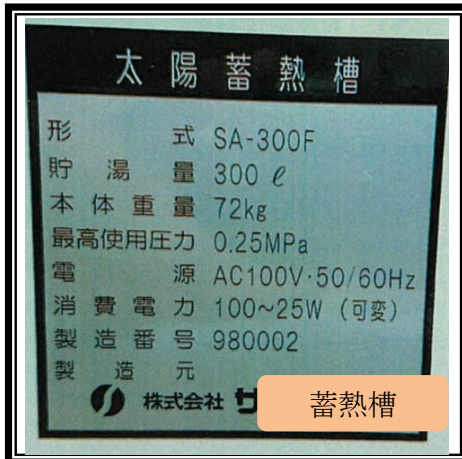 太陽蓄熱槽
形式 SA-300F
貯湯量 300ℓ
本体重量 72kg
最高使用圧力 0.25MPa
電源 AC100V·50/60Hz
消費電力 100~25W (可変)
製造番号 980002
製造元
株式会社
蓄熱槽